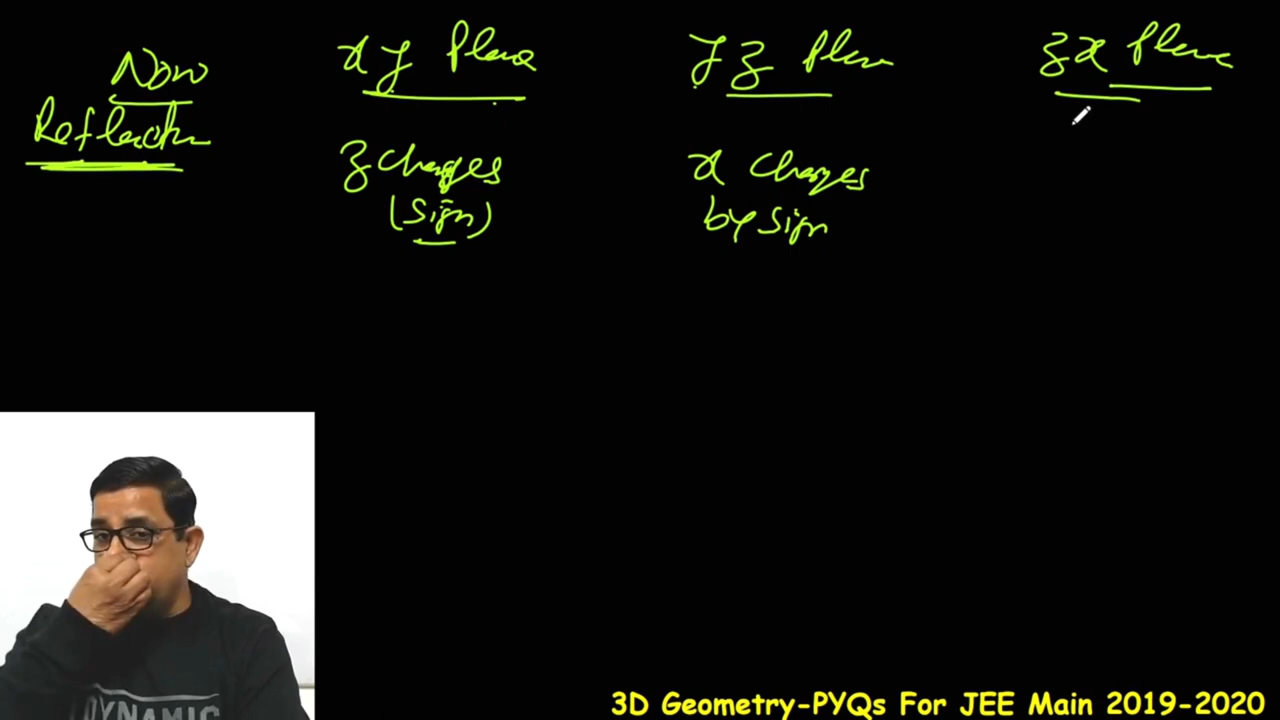 Now
Reflection
xy Plane
z changes
(sign)
yz Plane
x changes
by sign
zx Plane
DYNAMIC
3D Geometry-PYQs For JEE Main 2019-2020